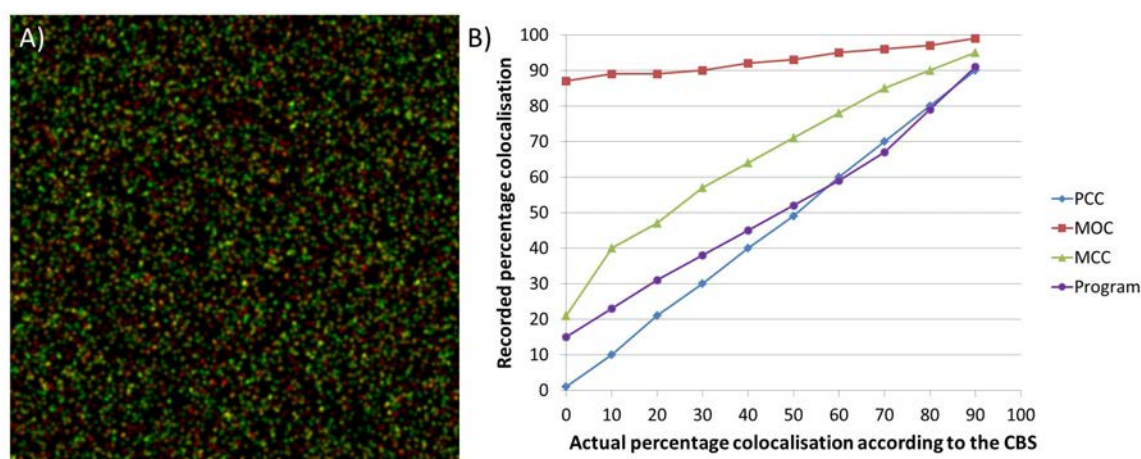 A)
B)
Recorded percentage colocalisation
100
90
80
70
60
50
40
30
20
10
0
0 10 20 30 40 50 60 70 80 90 100
Actual percentage colocalisation according to the CBS
PCC
MOC
MCC
Program